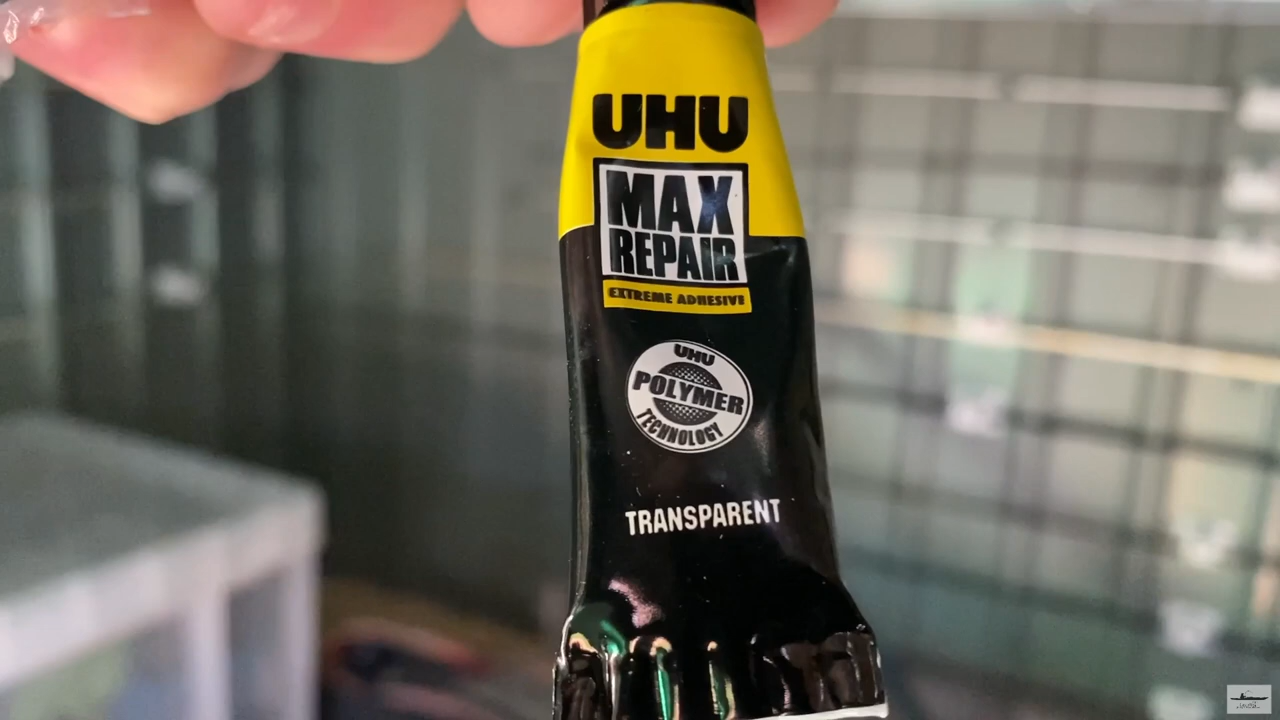 UHU
MAX
REPAIR
EXTREME ADHESIVE
UHU
POLYMER
TECHNOLOGY
TRANSPARENT